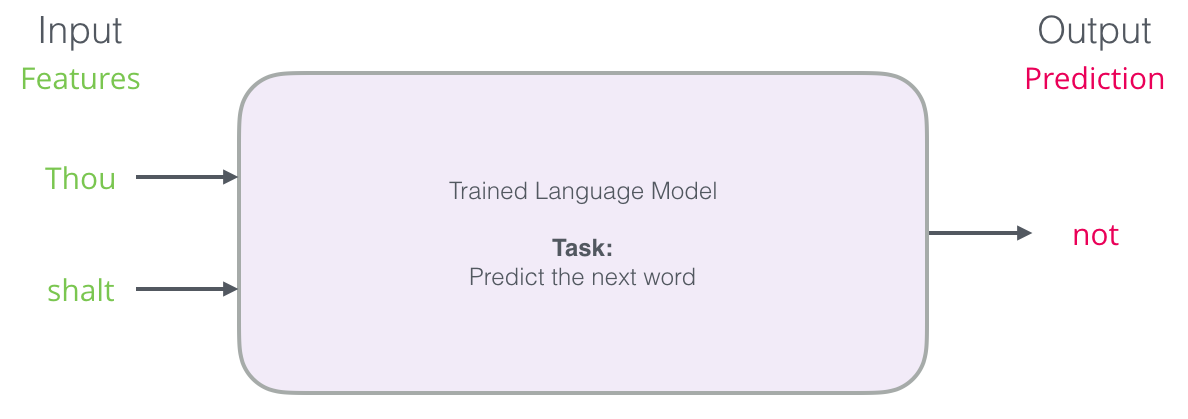 Input
Features
Thou
shalt
Trained Language Model
Task:
Predict the next word
Output
Prediction
not